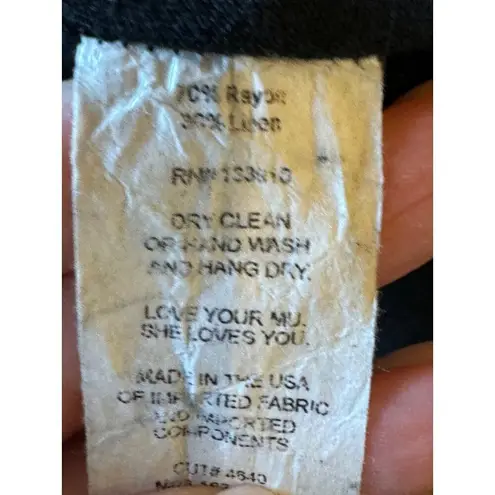 70% Rayon
30% Linen
RN#
DRY CLEAN
OR HAND WASH
AND HANG DRY.
LOVE YOUR MU.
SHE LOVES YOU.
MADE IN THE USA
OF IMPORTED FABRIC
AND IMPORTED
COMPONENTS
CUT# 4640